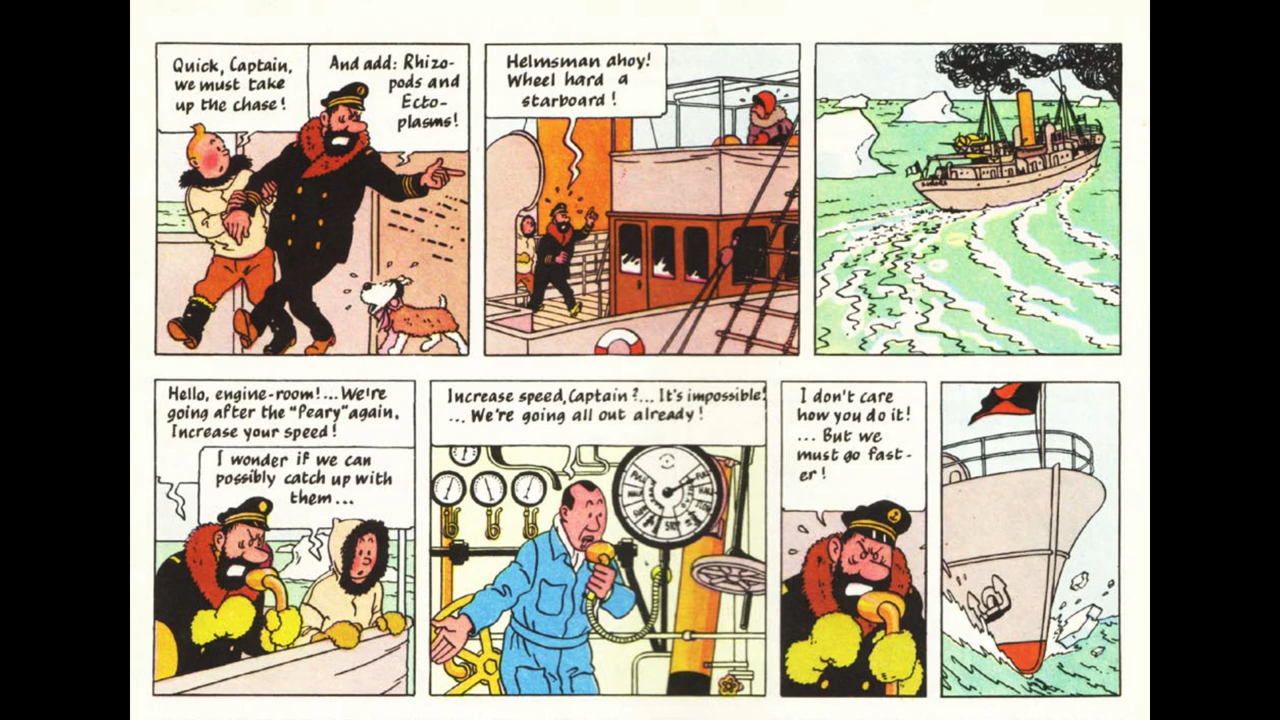 Quick, Captain,
we must take
up the chase!
And add: Rhizo-
pods and
Ecto-
plasms!
Helmsman ahoy!
Wheel hard a
starboard!
Hello, engine-room!... We're
going after the "Peary" again.
Increase your speed!
I wonder if we can
possibly catch up with
them...
Increase speed, Captain?... It's impossible!
... We're going all out already!
FULL
HALF
I don't care
how you do it!
... But we
must go fast-
er!